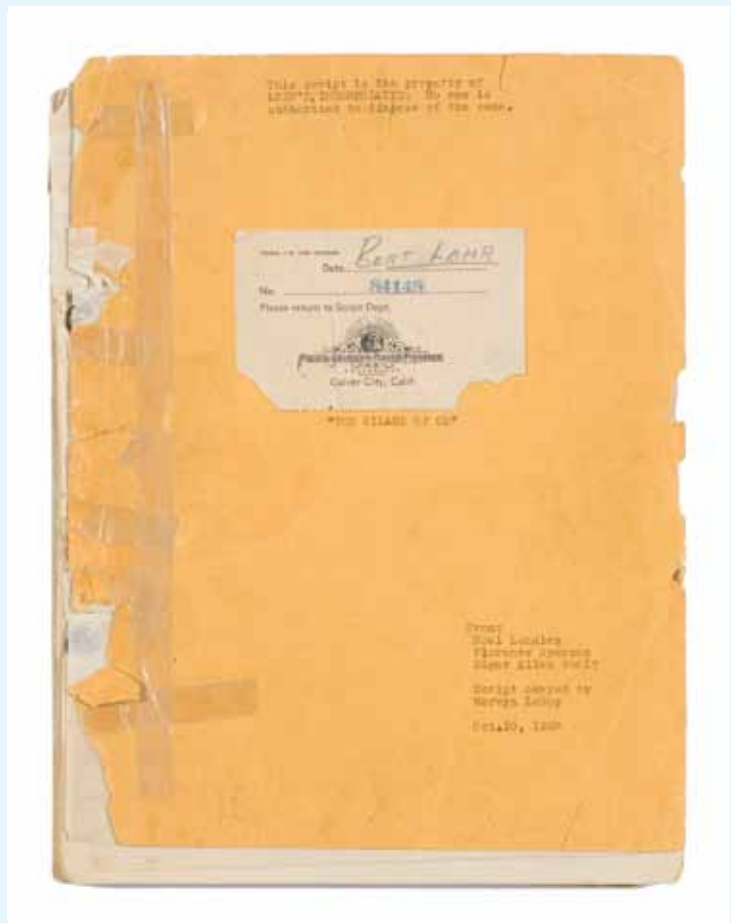 This script is the property of
LOEW'S, INCORPORATED. No one is
authorized to dispose of the same.
Date Bert Lahr
No. 84148
Please return to Script Dept.
Culver City, Calif.
"THE WIZARD OF OZ"
From:
Noel Langley
Florence Ryerson
Edgar Allan Woolf
Script okayed by
Mervyn LeRoy
Oct.10,